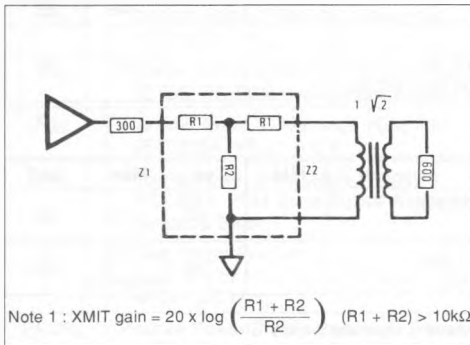 1 √2
300
R1
R1
Z1
R2
Z2
600
Note 1 : XMIT gain = 20 x log (R1 + R2 / R2) (R1 + R2) > 10kΩ